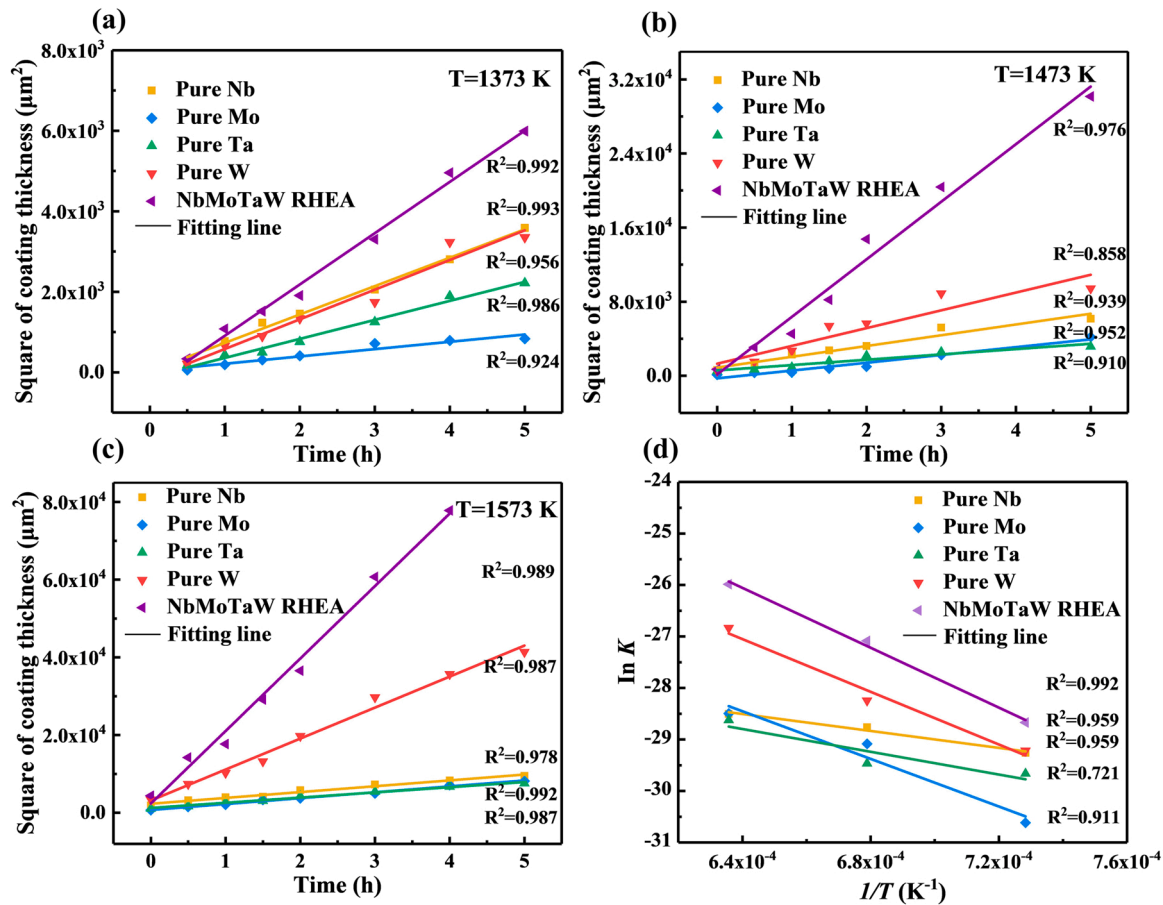 (a)
Square of coating thickness (μm²)
8.0x10³
6.0x10³
4.0x10³
2.0x10³
0.0
T=1373 K
Pure Nb
Pure Mo
Pure Ta
Pure W
NbMoTaW RHEA
Fitting line
R²=0.992
R²=0.993
R²=0.956
R²=0.986
R²=0.924
0 1 2 3 4 5
Time (h)
(b)
Square of coating thickness (μm²)
3.2x10⁴
2.4x10⁴
1.6x10⁴
8.0x10³
0.0
T=1473 K
Pure Nb
Pure Mo
Pure Ta
Pure W
NbMoTaW RHEA
Fitting line
R²=0.976
R²=0.858
R²=0.939
R²=0.952
R²=0.910
0 1 2 3 4 5
Time (h)
(c)
Square of coating thickness (μm²)
8.0x10⁴
6.0x10⁴
4.0x10⁴
2.0x10⁴
0.0
T=1573 K
Pure Nb
Pure Mo
Pure Ta
Pure W
NbMoTaW RHEA
Fitting line
R²=0.989
R²=0.987
R²=0.978
R²=0.992
R²=0.987
0 1 2 3 4 5
Time (h)
(d)
In K
-24
-25
-26
-27
-28
-29
-30
-31
Pure Nb
Pure Mo
Pure Ta
Pure W
NbMoTaW RHEA
Fitting line
R²=0.992
R²=0.959
R²=0.959
R²=0.721
R²=0.911
6.4x10⁻⁴ 6.8x10⁻⁴ 7.2x10⁻⁴ 7.6x10⁻⁴
1/T (K⁻¹)